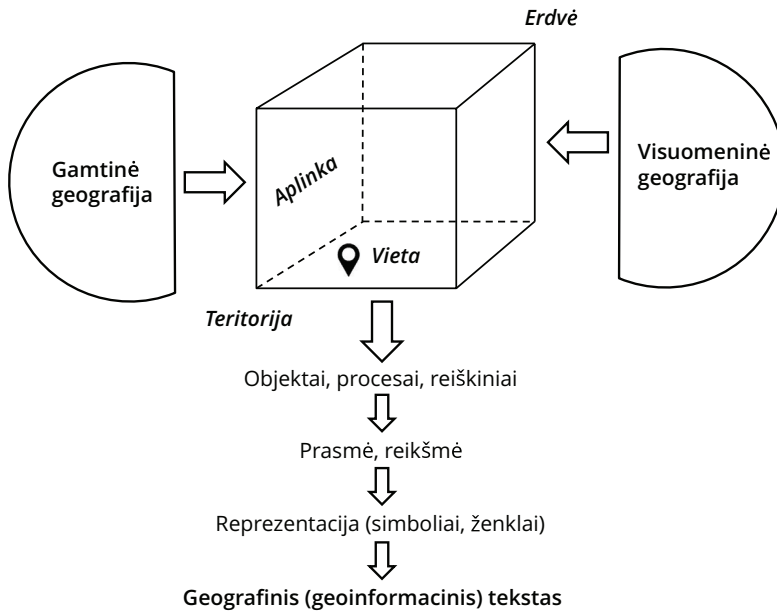 Erdvė
Gamtinė
geografija
Aplinka
Visuomeninė
geografija
Vieta
Teritorija
Objektai, procesai, reiškiniai
Prasmė, reikšmė
Reprezentacija (simboliai, ženklai)
Geografinis (geoinformacinis) tekstas